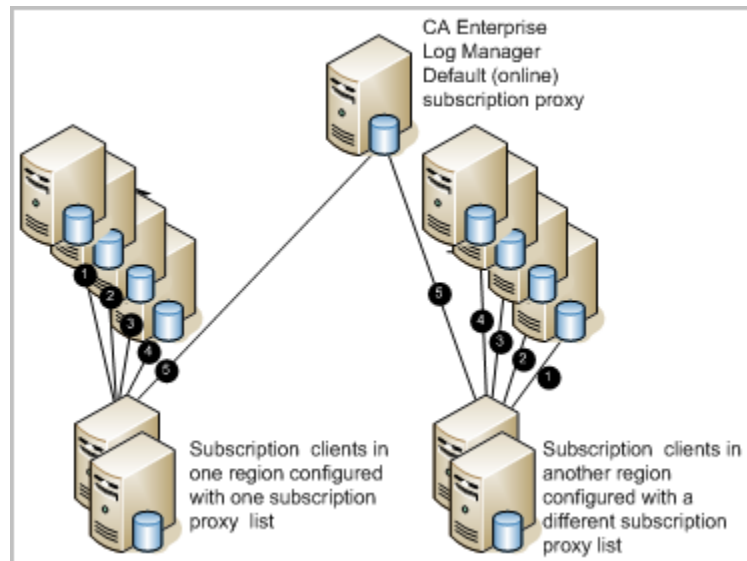 CA Enterprise
Log Manager
Default (online)
subscription proxy
1
2
3
4
5
5
4
3
2
1
Subscription clients in
one region configured
with one subscription
proxy list
Subscription clients in
another region
configured with a
different subscription
proxy list